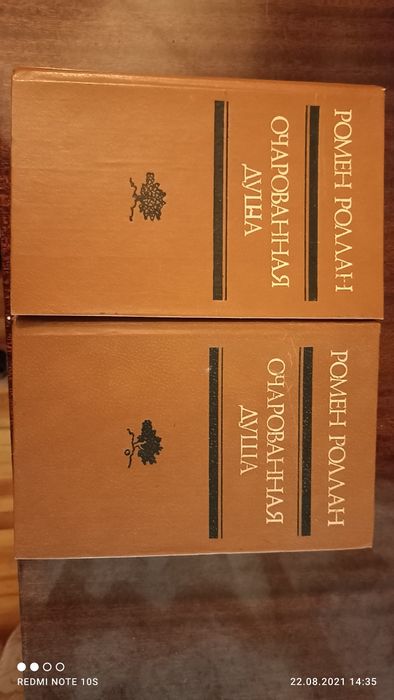 РОМЕН РОЛЛАН
ОЧАРОВАННАЯ
ДУША
РОМЕН РОЛЛАН
ОЧАРОВАННАЯ
ДУША
REDMI NOTE 10S
22.08.2021 14:35